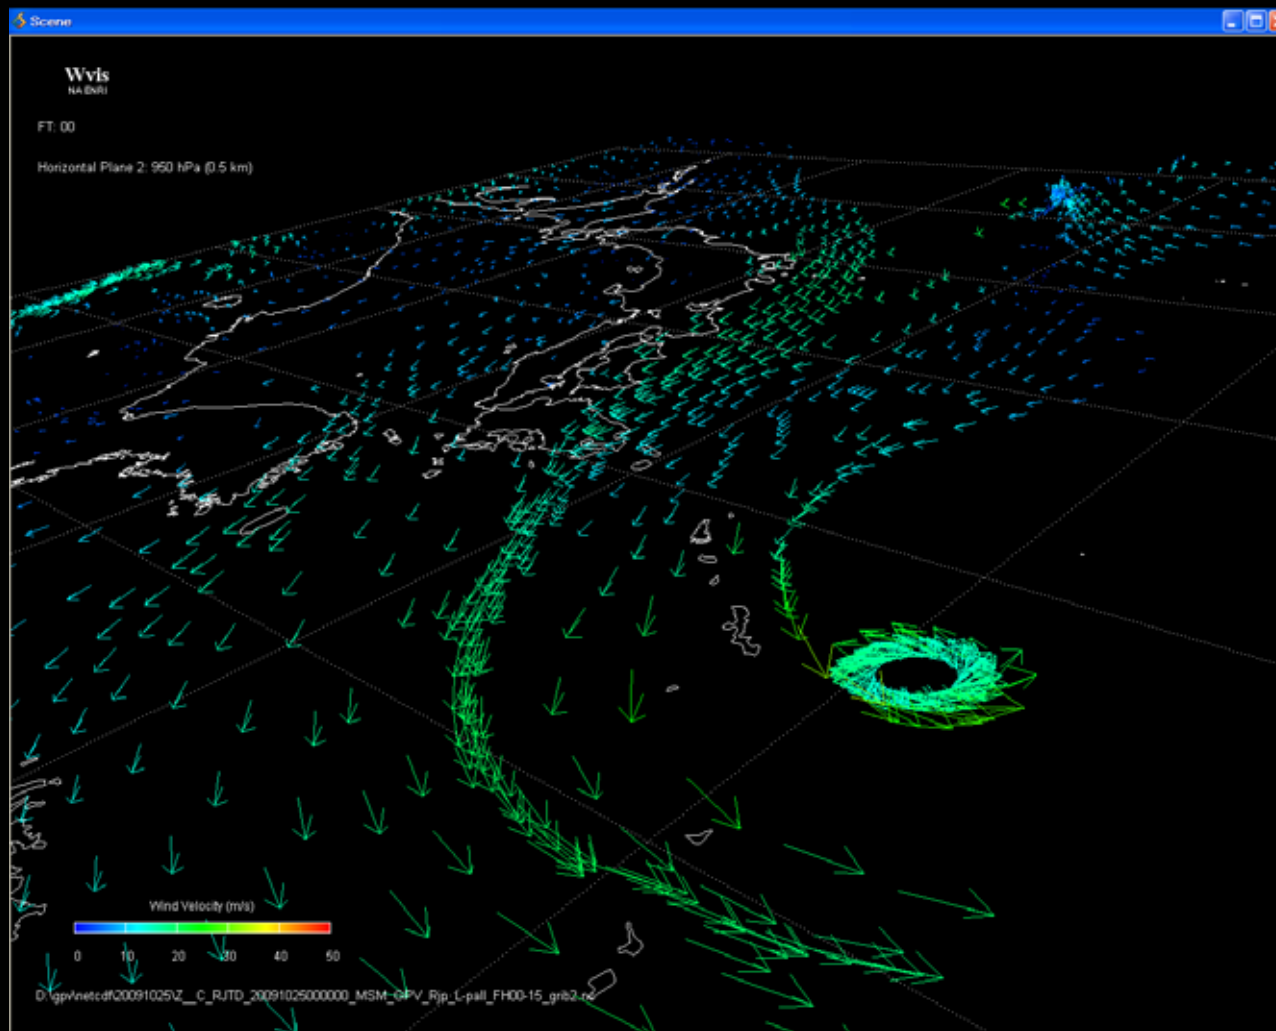 Scene
Wvis
NA ENRI
FT: 00
Horizontal Plane 2: 950 hPa (0.5 km)
Wind Velocity (m/s)
0 10 20 30 40 50
D:\gpv\netcdf\20091025\Z__C_RJTD_20091025000000_MSM_GPV_Rjp_L-pall_FH00-15_grib2.nc